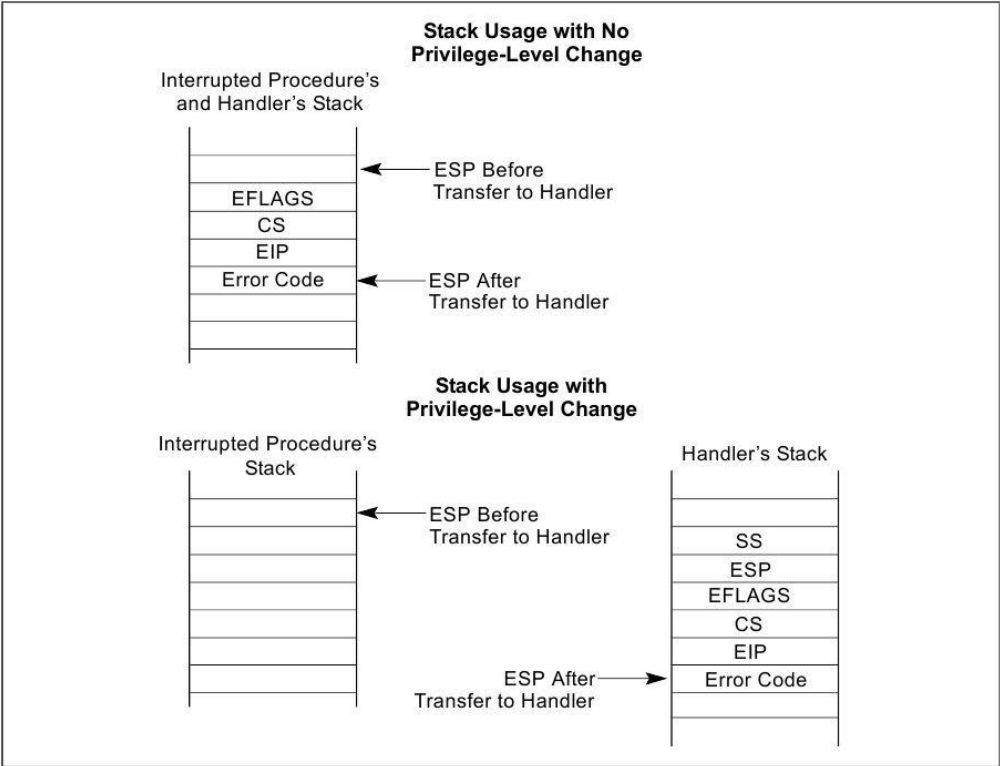 Stack Usage with No
Privilege-Level Change
Interrupted Procedure's
and Handler's Stack
ESP Before
Transfer to Handler
EFLAGS
CS
EIP
Error Code
ESP After
Transfer to Handler
Stack Usage with
Privilege-Level Change
Interrupted Procedure's
Stack
Handler's Stack
ESP Before
Transfer to Handler
SS
ESP
EFLAGS
CS
EIP
ESP After
Transfer to Handler
Error Code